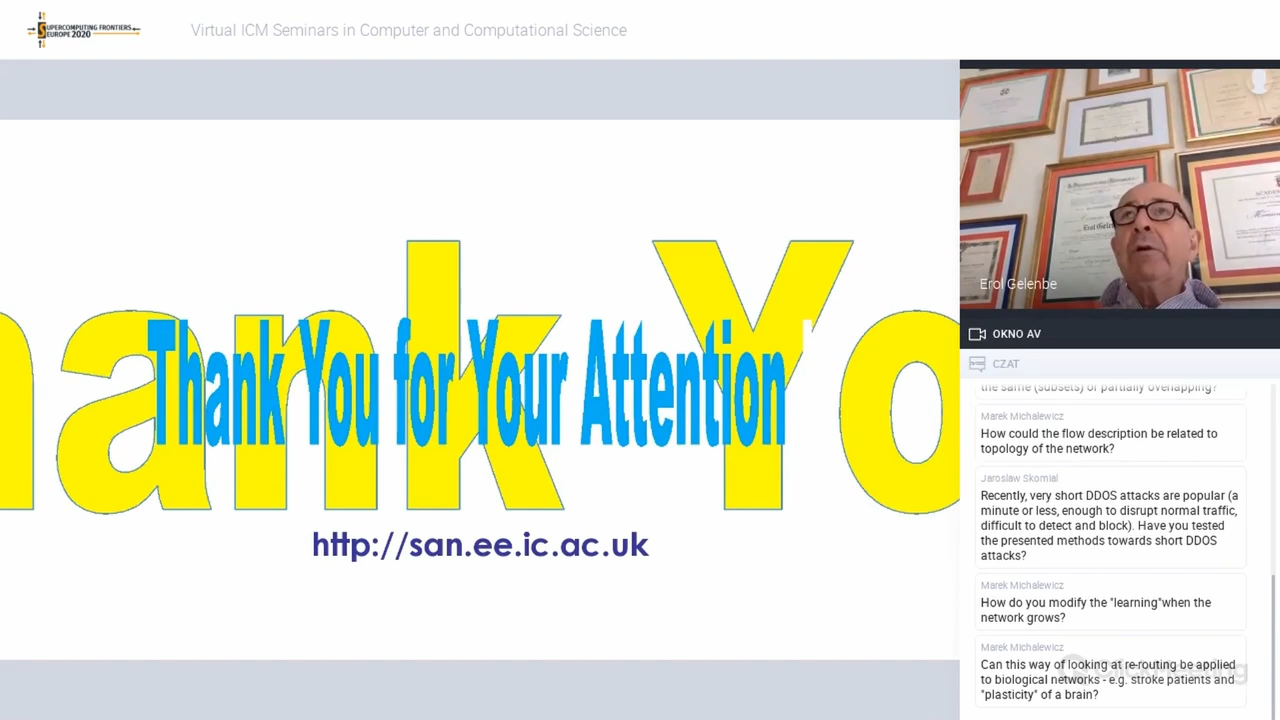 SUPERCOMPUTING FRONTIERS
EUROPE 2020
Virtual ICM Seminars in Computer and Computational Science
hank Yo
Thank You for Your Attention
http://san.ee.ic.ac.uk
Erol Gelenbe
OKNO AV
CZAT
the same (subsets) or partially overlapping?
Marek Michalewicz
How could the flow description be related to
topology of the network?
Jaroslaw Skomial
Recently, very short DDOS attacks are popular (a
minute or less, enough to disrupt normal traffic,
difficult to detect and block). Have you tested
the presented methods towards short DDOS
attacks?
Marek Michalewicz
How do you modify the "learning"when the
network grows?
Marek Michalewicz
Can this way of looking at re-routing be applied
to biological networks - e.g. stroke patients and
"plasticity" of a brain?
ClickMeeting